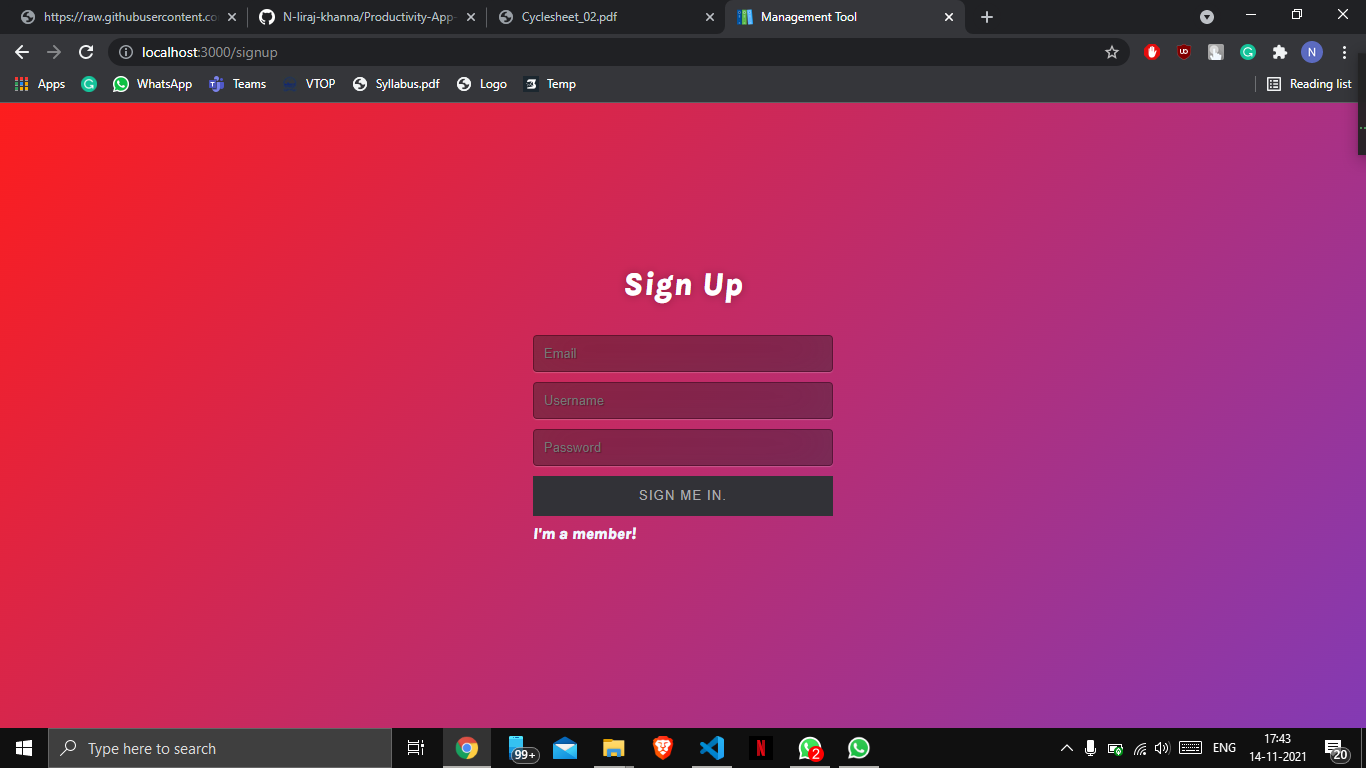 https://raw.githubusercontent.co
N-liraj-khanna/Productivity-App-
Cyclesheet_02.pdf
Management Tool
localhost:3000/signup
UD
N
Apps
WhatsApp
Teams
VTOP
Syllabus.pdf
Logo
Temp
Reading list
Sign Up
Email
Username
Password
SIGN ME IN.
I'm a member!
Type here to search
99+
2
ENG
17:43
14-11-2021
20